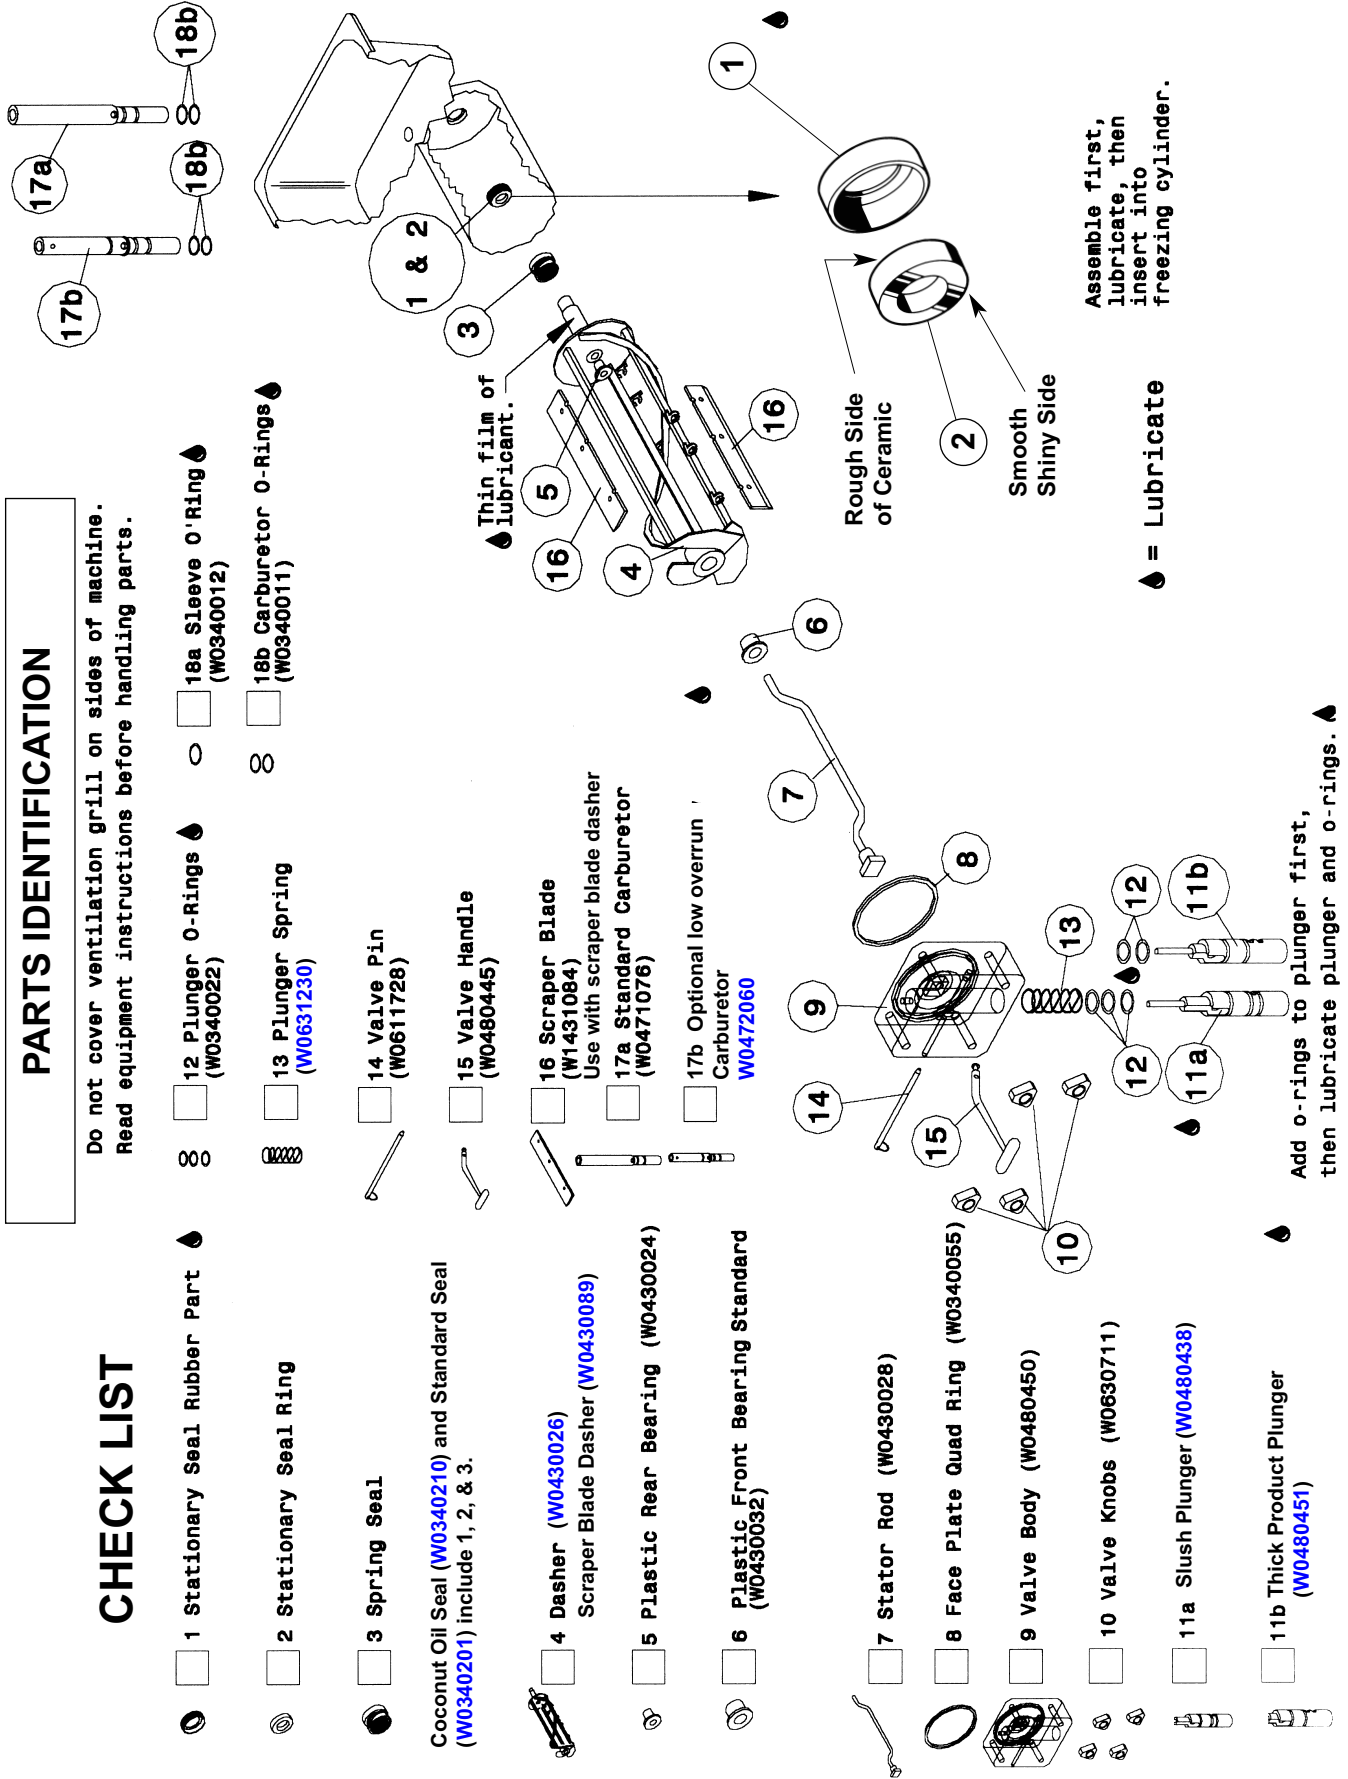 PARTS IDENTIFICATION
CHECK LIST
Do not cover ventilation grill on sides of machine.
Read equipment instructions before handling parts.
1 Stationary Seal Rubber Part
2 Stationary Seal Ring
3 Spring Seal
Coconut Oil Seal (W0340210) and Standard Seal
(W0340201) include 1, 2, & 3.
4 Dasher (W0430026)
Scraper Blade Dasher (W0430089)
5 Plastic Rear Bearing (W0430024)
6 Plastic Front Bearing Standard
(W0430032)
7 Stator Rod (W0430028)
8 Face Plate Quad Ring (W0340055)
9 Valve Body (W0480450)
10 Valve Knobs (W0630711)
11a Slush Plunger (W0480438)
11b Thick Product Plunger
(W0480451)
12 Plunger O-Rings
(W0340022)
13 Plunger Spring
(W0631230)
14 Valve Pin
(W0611728)
15 Valve Handle
(W0480445)
16 Scraper Blade
(W1431084)
Use with scraper blade dasher
17a Standard Carburetor
(W0471076)
17b Optional low overrun
Carburetor
W0472060
18a Sleeve O'Ring
(W0340012)
18b Carburetor O-Rings
(W0340011)
17a
18b
17b
18b
1 & 2
3
Thin film of
lubricant.
5
16
4
16
1
Rough Side
of Ceramic
2
Smooth
Shiny Side
Assemble first,
lubricate, then
insert into
freezing cylinder.
= Lubricate
6
7
8
9
14
15
10
13
12
12
11a
11b
Add o-rings to plunger first,
then lubricate plunger and o-rings.